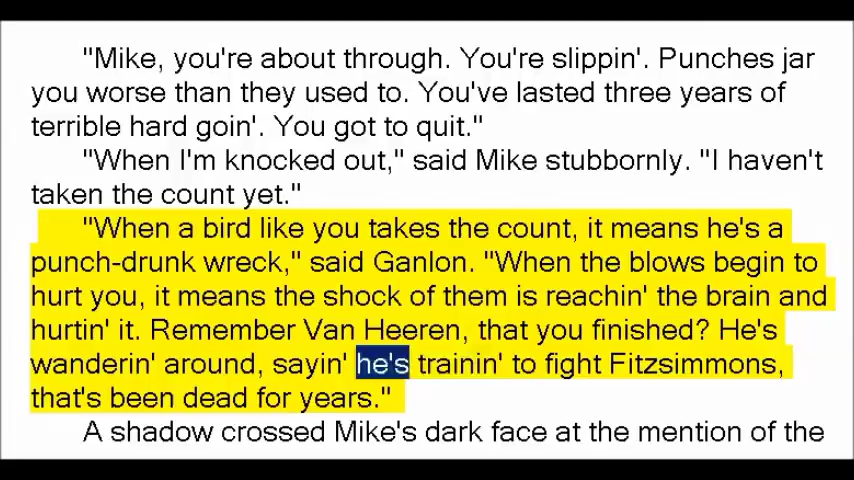 "Mike, you're about through. You're slippin'. Punches jar
you worse than they used to. You've lasted three years of
terrible hard goin'. You got to quit."
"When I'm knocked out," said Mike stubbornly. "I haven't
taken the count yet."
"When a bird like you takes the count, it means he's a
punch-drunk wreck," said Ganlon. "When the blows begin to
hurt you, it means the shock of them is reachin' the brain and
hurtin' it. Remember Van Heeren, that you finished? He's
wanderin' around, sayin' he's trainin' to fight Fitzsimmons,
that's been dead for years."
A shadow crossed Mike's dark face at the mention of the